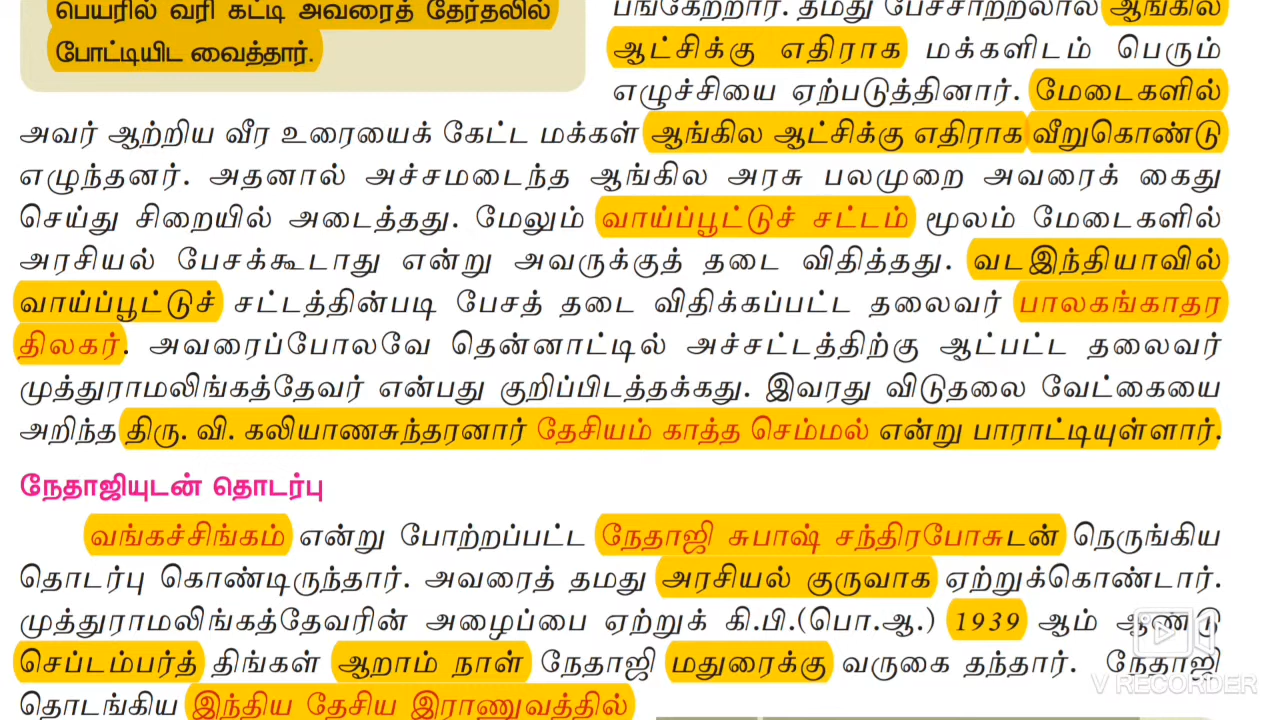 பெயரில் வரி கட்டி அவரைத் தேர்தலில்
போட்டியிட வைத்தார்.
பங்கேற்றார். தமது பேச்சாற்றலால் ஆங்கில
ஆட்சிக்கு எதிராக மக்களிடம் பெரும்
எழுச்சியை ஏற்படுத்தினார். மேடைகளில்
அவர் ஆற்றிய வீர உரையைக் கேட்ட மக்கள் ஆங்கில ஆட்சிக்கு எதிராக வீறுகொண்டு
எழுந்தனர். அதனால் அச்சமடைந்த ஆங்கில அரசு பலமுறை அவரைக் கைது
செய்து சிறையில் அடைத்தது. மேலும் வாய்ப்பூட்டுச் சட்டம் மூலம் மேடைகளில்
அரசியல் பேசக்கூடாது என்று அவருக்குத் தடை விதித்தது. வடஇந்தியாவில்
வாய்ப்பூட்டுச் சட்டத்தின்படி பேசத் தடை விதிக்கப்பட்ட தலைவர் பாலகங்காதர
திலகர். அவரைப்போலவே தென்னாட்டில் அச்சட்டத்திற்கு ஆட்பட்ட தலைவர்
முத்துராமலிங்கத்தேவர் என்பது குறிப்பிடத்தக்கது. இவரது விடுதலை வேட்கையை
அறிந்த திரு. வி. கலியாணசுந்தரனார் தேசியம் காத்த செம்மல் என்று பாராட்டியுள்ளார்.
நேதாஜியுடன் தொடர்பு
வங்கச்சிங்கம் என்று போற்றப்பட்ட நேதாஜி சுபாஷ் சந்திரபோசுடன் நெருங்கிய
தொடர்பு கொண்டிருந்தார். அவரைத் தமது அரசியல் குருவாக ஏற்றுக்கொண்டார்.
முத்துராமலிங்கத்தேவரின் அழைப்பை ஏற்றுக் கி.பி.(பொ.ஆ.) 1939 ஆம் ஆண்டு
செப்டம்பர்த் திங்கள் ஆறாம் நாள் நேதாஜி மதுரைக்கு வருகை தந்தார். நேதாஜி
தொடங்கிய இந்திய தேசிய இராணுவத்தில்
V RECORDER